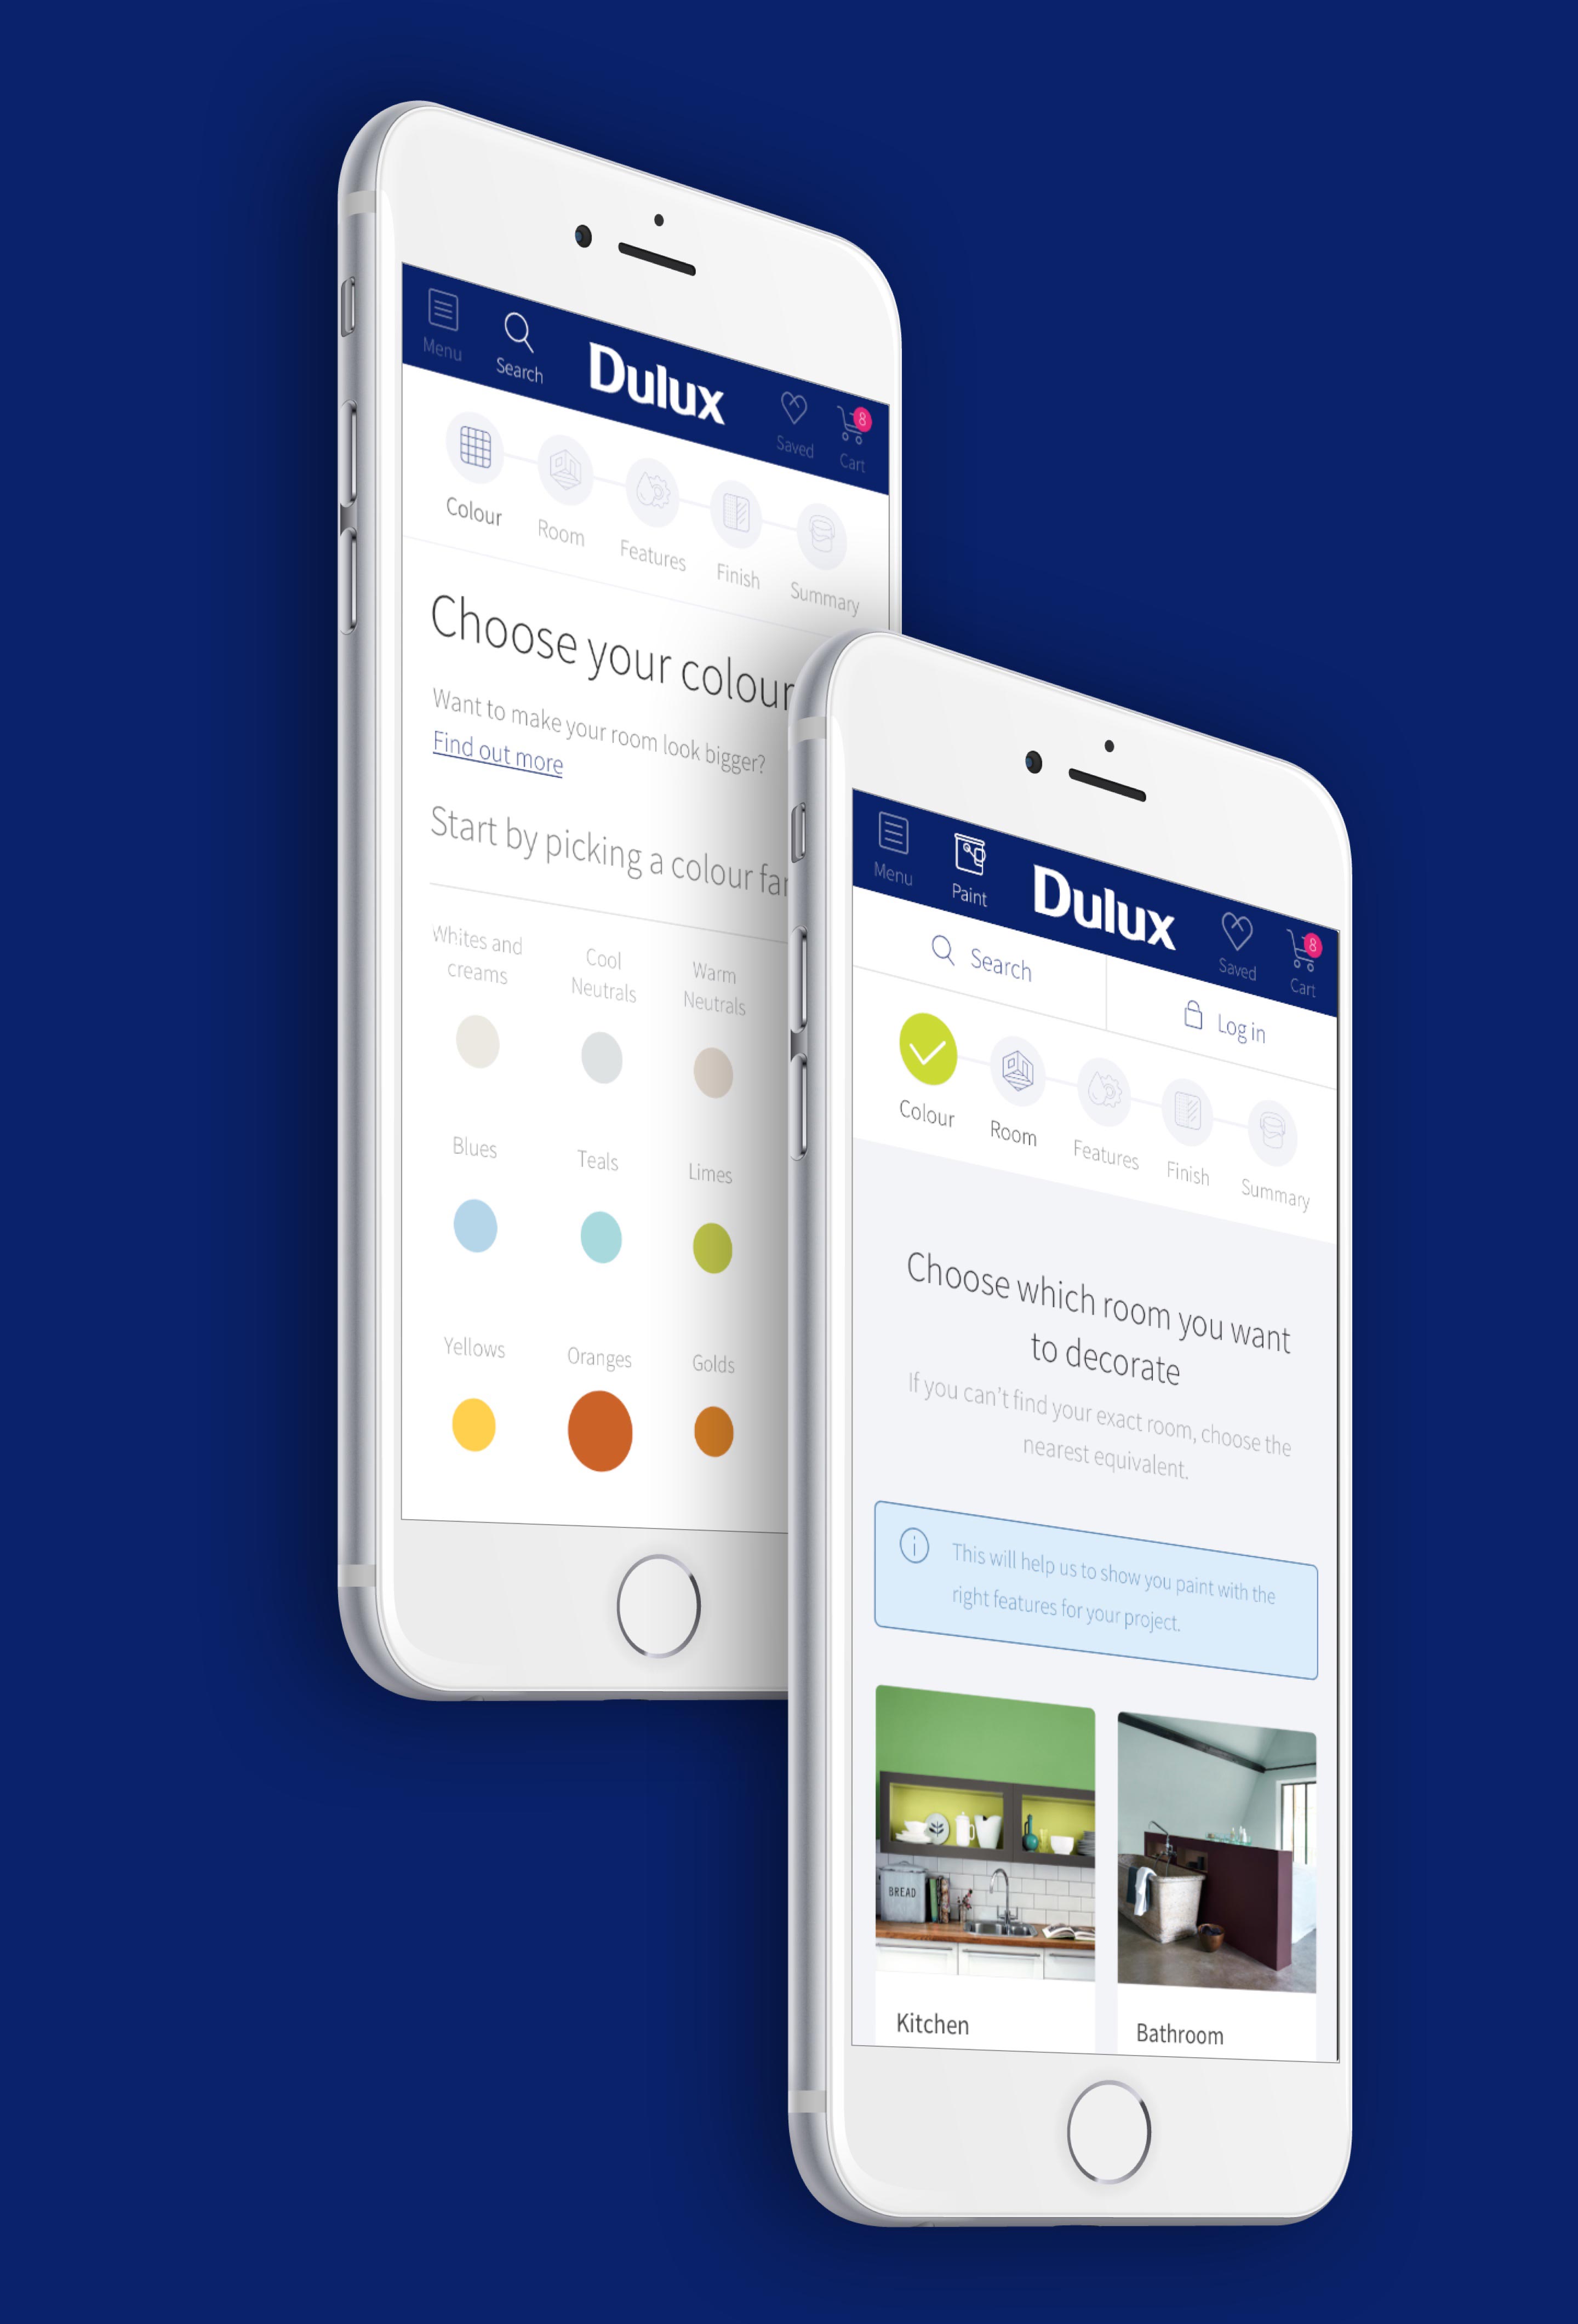 Menu
Search
Dulux
Saved
8
Cart
Colour
Room
Features
Finish
Summary
Choose your colour
Want to make your room look bigger?
Find out more
Start by picking a colour
Whites and
creams
Cool
Neutrals
Warm
Neutrals
Blues
Teals
Limes
Yellows
Oranges
Golds
Menu
Paint
Dulux
Saved
8
Cart
Search
Log in
Colour
Room
Features
Finish
Summary
Choose which room you want
to decorate
If you can't find your exact room, choose the
nearest equivalent.
This will help us to show you paint with the
right features for your project.
BREAD
Kitchen
Bathroom